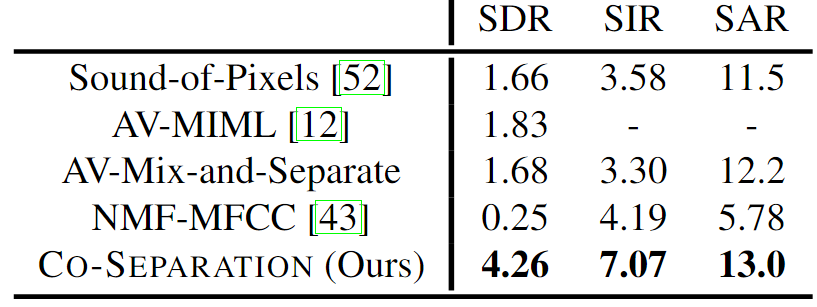 SDR SIR SAR
Sound-of-Pixels [52] 1.66 3.58 11.5
AV-MIML [12] 1.83 - -
AV-Mix-and-Separate 1.68 3.30 12.2
NMF-MFCC [43] 0.25 4.19 5.78
CO-SEPARATION (Ours) 4.26 7.07 13.0